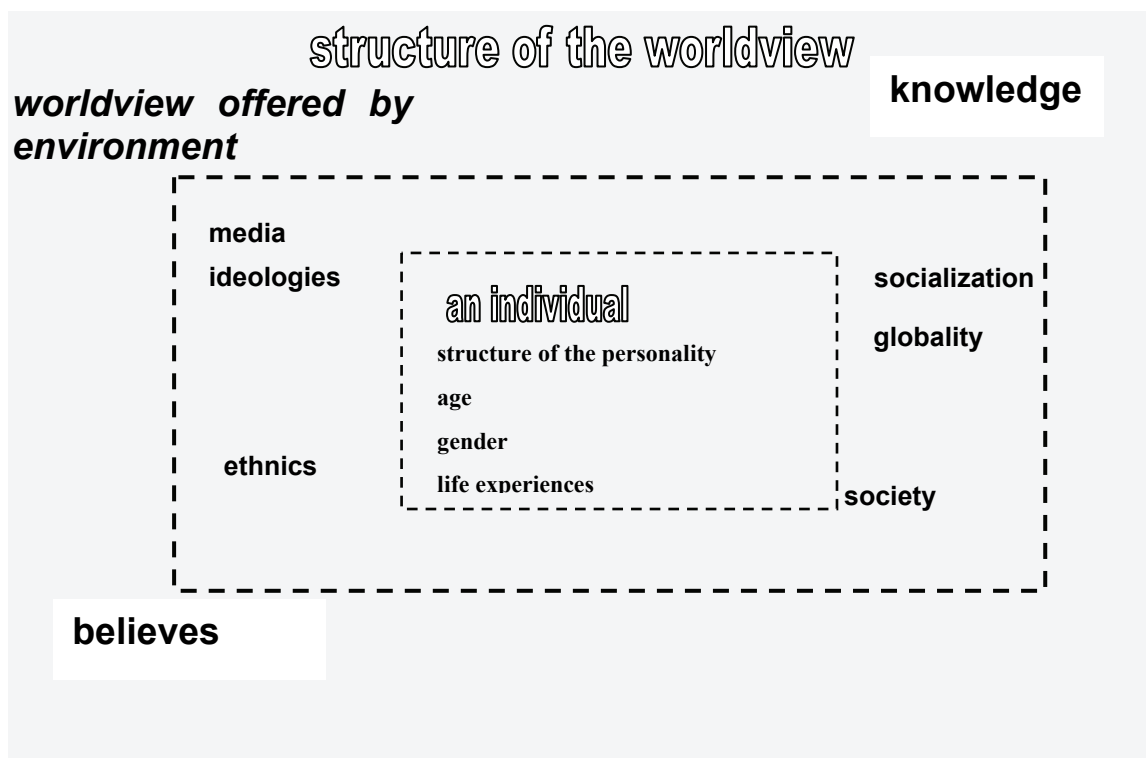 structure of the worldview
knowledge
worldview offered by
environment
media
ideologies
socialization
an individual
globality
structure of the personality
age
gender
ethnics
life experiences
society
believes